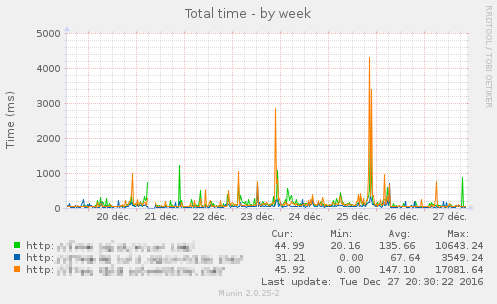 Total time - by week
RRDTOOL / TOBI OETIKER
Time (ms)
5000
4000
3000
2000
1000
0
20 déc. 21 déc. 22 déc. 23 déc. 24 déc. 25 déc. 26 déc. 27 déc.
Cur: Min: Avg: Max:
http: 44.99 20.16 135.66 10643.24
http: 31.21 0.00 67.64 3549.24
http: 45.92 0.00 147.10 17081.64
Last update: Tue Dec 27 20:30:22 2016
Munin 2.0.25-2